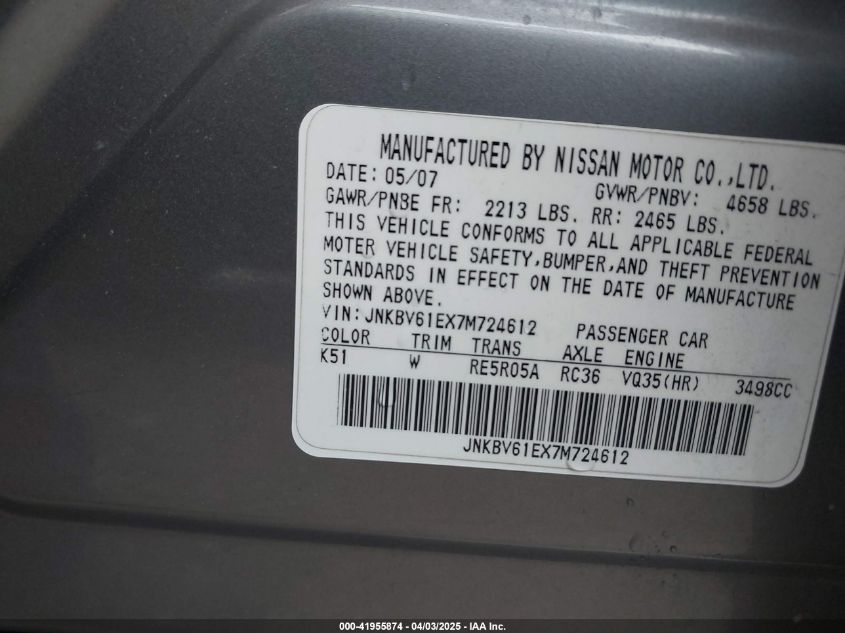 MANUFACTURED BY NISSAN MOTOR CO.,LTD.
DATE: 05/07 GVWR/PNBV: 4658 LBS.
GAWR/PNBE FR: 2213 LBS. RR: 2465 LBS.
THIS VEHICLE CONFORMS TO ALL APPLICABLE FEDERAL
MOTER VEHICLE SAFETY,BUMPER,AND THEFT PREVENTION
STANDARDS IN EFFECT ON THE DATE OF MANUFACTURE
SHOWN ABOVE.
VIN: JNKBV61EX7M724612 PASSENGER CAR
COLOR TRIM TRANS AXLE ENGINE
K51 W RE5R05A RC36 VQ35(HR) 3498CC
JNKBV61EX7M724612
000-41955874 - 04/03/2025 - IAA Inc.